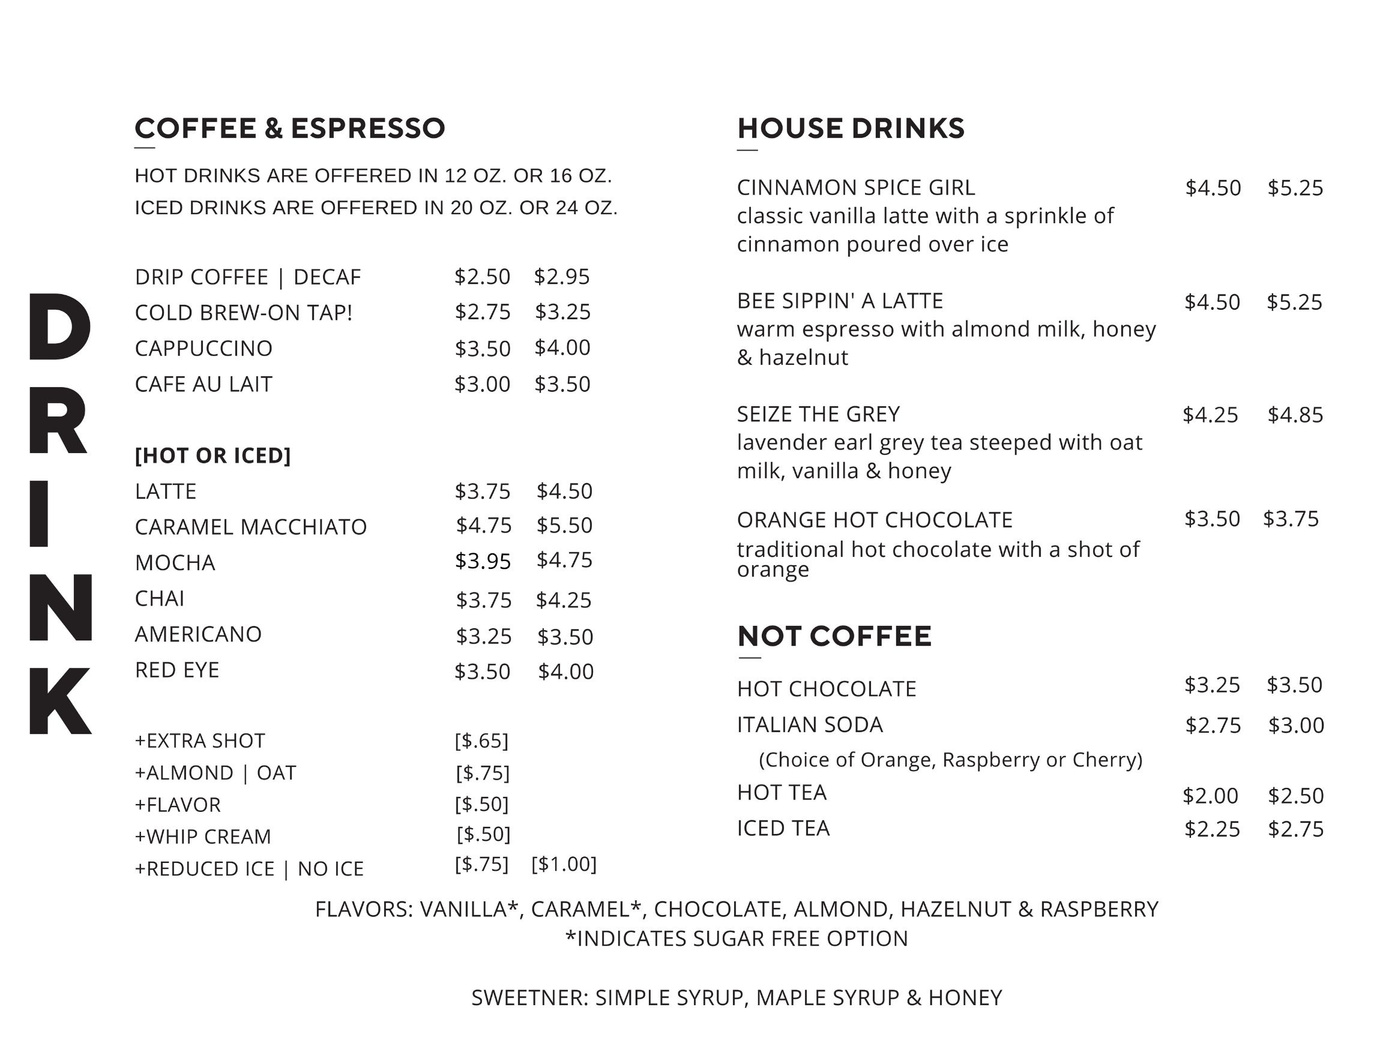 DRINK
COFFEE & ESPRESSO
HOT DRINKS ARE OFFERED IN 12 OZ. OR 16 OZ.
ICED DRINKS ARE OFFERED IN 20 OZ. OR 24 OZ.
DRIP COFFEE | DECAF $2.50 $2.95
COLD BREW-ON TAP! $2.75 $3.25
CAPPUCCINO $3.50 $4.00
CAFE AU LAIT $3.00 $3.50
[HOT OR ICED]
LATTE $3.75 $4.50
CARAMEL MACCHIATO $4.75 $5.50
MOCHA $3.95 $4.75
CHAI $3.75 $4.25
AMERICANO $3.25 $3.50
RED EYE $3.50 $4.00
+EXTRA SHOT [$.65]
+ALMOND | OAT [$.75]
+FLAVOR [$.50]
+WHIP CREAM [$.50]
+REDUCED ICE | NO ICE [$.75] [$1.00]
HOUSE DRINKS
CINNAMON SPICE GIRL $4.50 $5.25
classic vanilla latte with a sprinkle of
cinnamon poured over ice
BEE SIPPIN' A LATTE $4.50 $5.25
warm espresso with almond milk, honey
& hazelnut
SEIZE THE GREY $4.25 $4.85
lavender earl grey tea steeped with oat
milk, vanilla & honey
ORANGE HOT CHOCOLATE $3.50 $3.75
traditional hot chocolate with a shot of
orange
NOT COFFEE
HOT CHOCOLATE $3.25 $3.50
ITALIAN SODA $2.75 $3.00
(Choice of Orange, Raspberry or Cherry)
HOT TEA $2.00 $2.50
ICED TEA $2.25 $2.75
FLAVORS: VANILLA*, CARAMEL*, CHOCOLATE, ALMOND, HAZELNUT & RASPBERRY
*INDICATES SUGAR FREE OPTION
SWEETNER: SIMPLE SYRUP, MAPLE SYRUP & HONEY